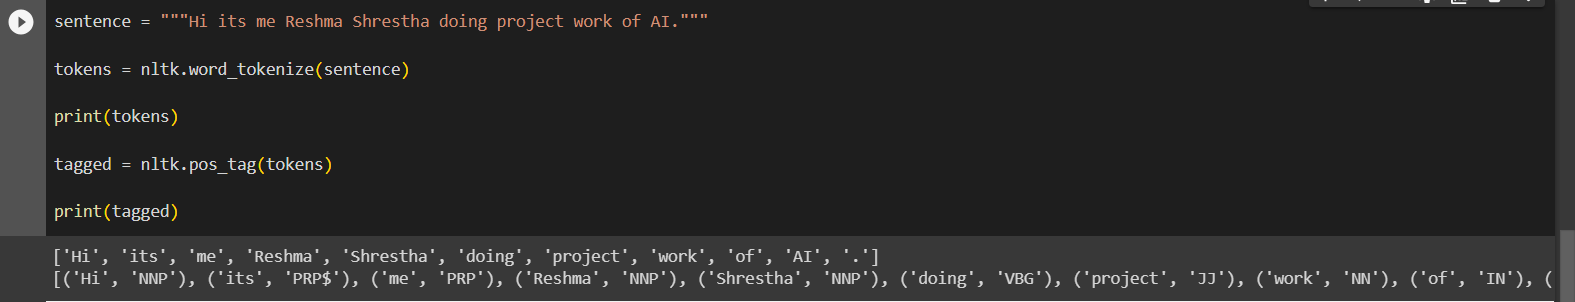 sentence = """Hi its me Reshma Shrestha doing project work of AI."""
tokens = nltk.word_tokenize(sentence)
print(tokens)
tagged = nltk.pos_tag(tokens)
print(tagged)
['Hi', 'its', 'me', 'Reshma', 'Shrestha', 'doing', 'project', 'work', 'of', 'AI', '.']
[('Hi', 'NNP'), ('its', 'PRP$'), ('me', 'PRP'), ('Reshma', 'NNP'), ('Shrestha', 'NNP'), ('doing', 'VBG'), ('project', 'JJ'), ('work', 'NN'), ('of', 'IN'), (